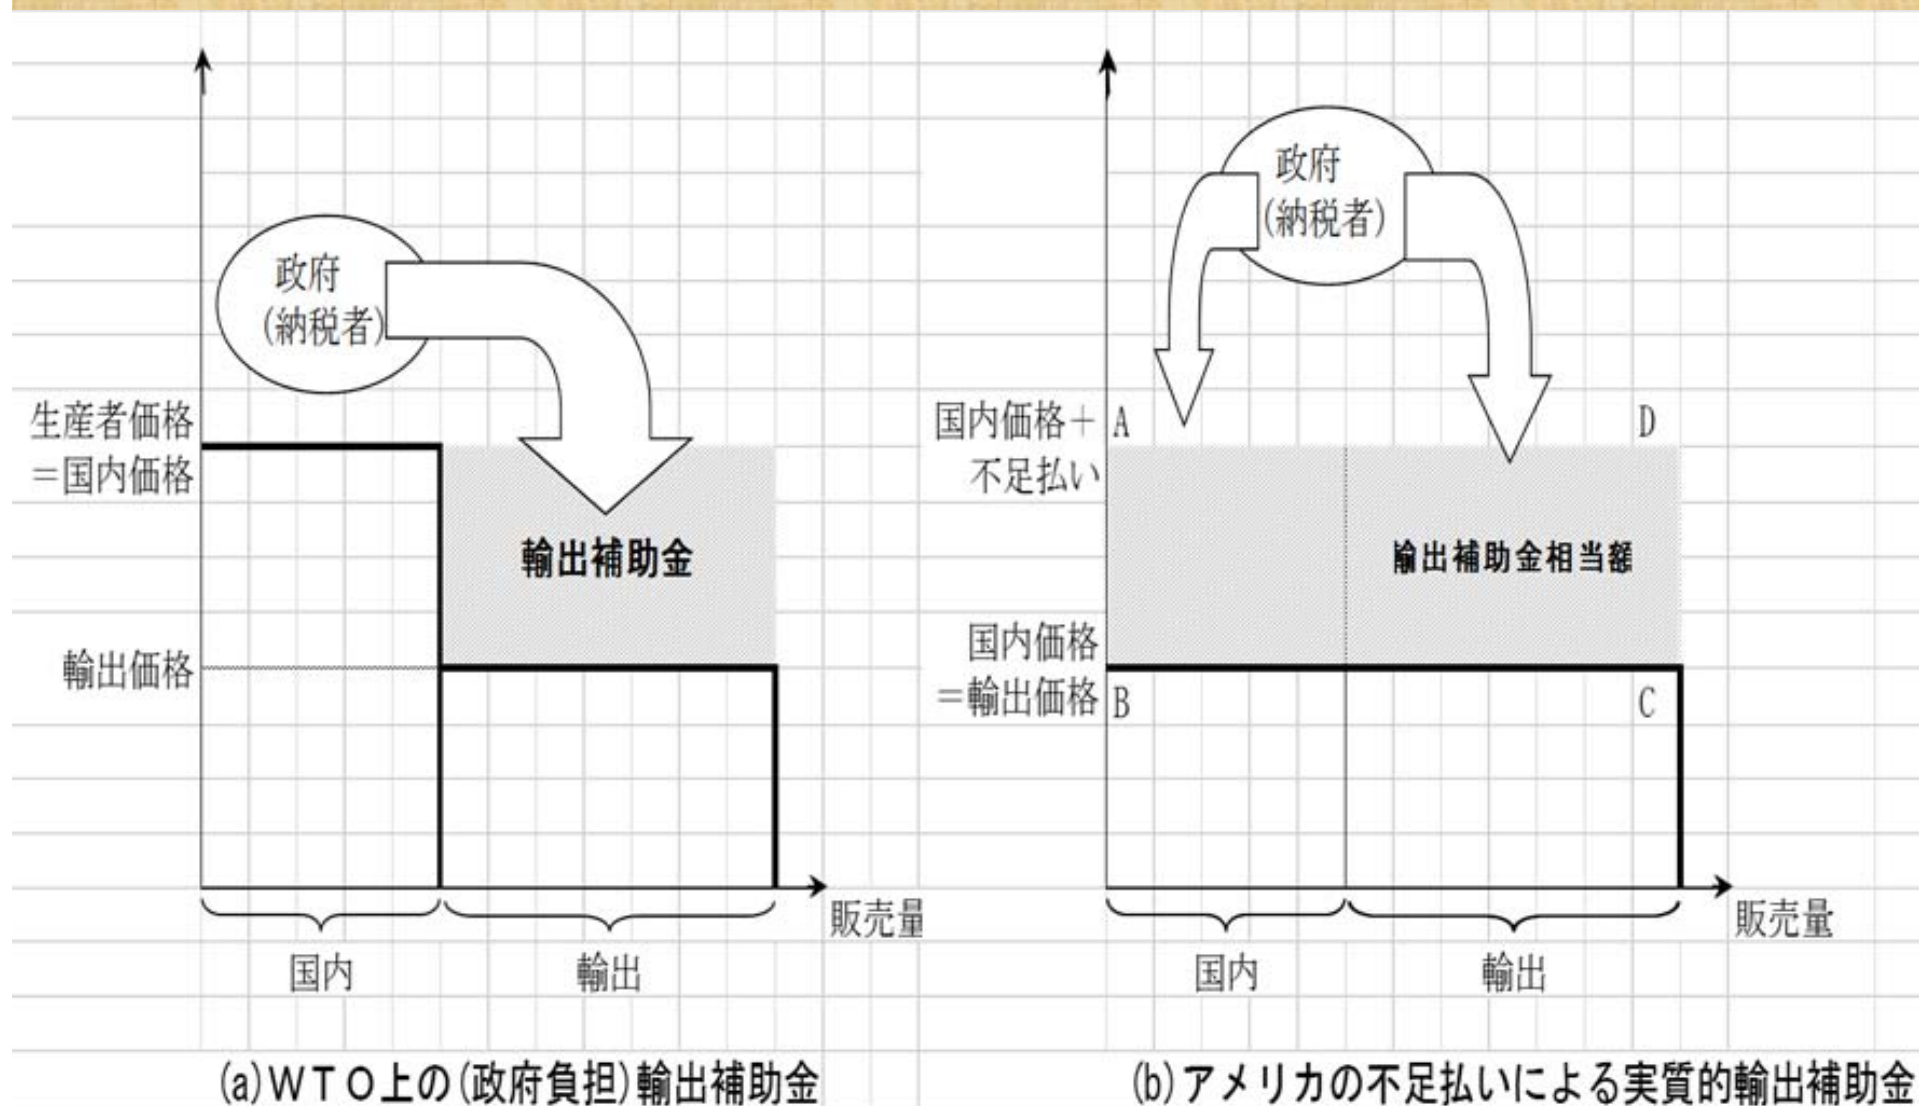 政府
(納税者)
生産者価格
＝国内価格
輸出補助金
輸出価格
販売量
国内
輸出
(a)ＷＴＯ上の(政府負担)輸出補助金
政府
(納税者)
国内価格＋
不足払い
A
D
輸出補助金相当額
国内価格
＝輸出価格
B
C
販売量
国内
輸出
(b)アメリカの不足払いによる実質的輸出補助金